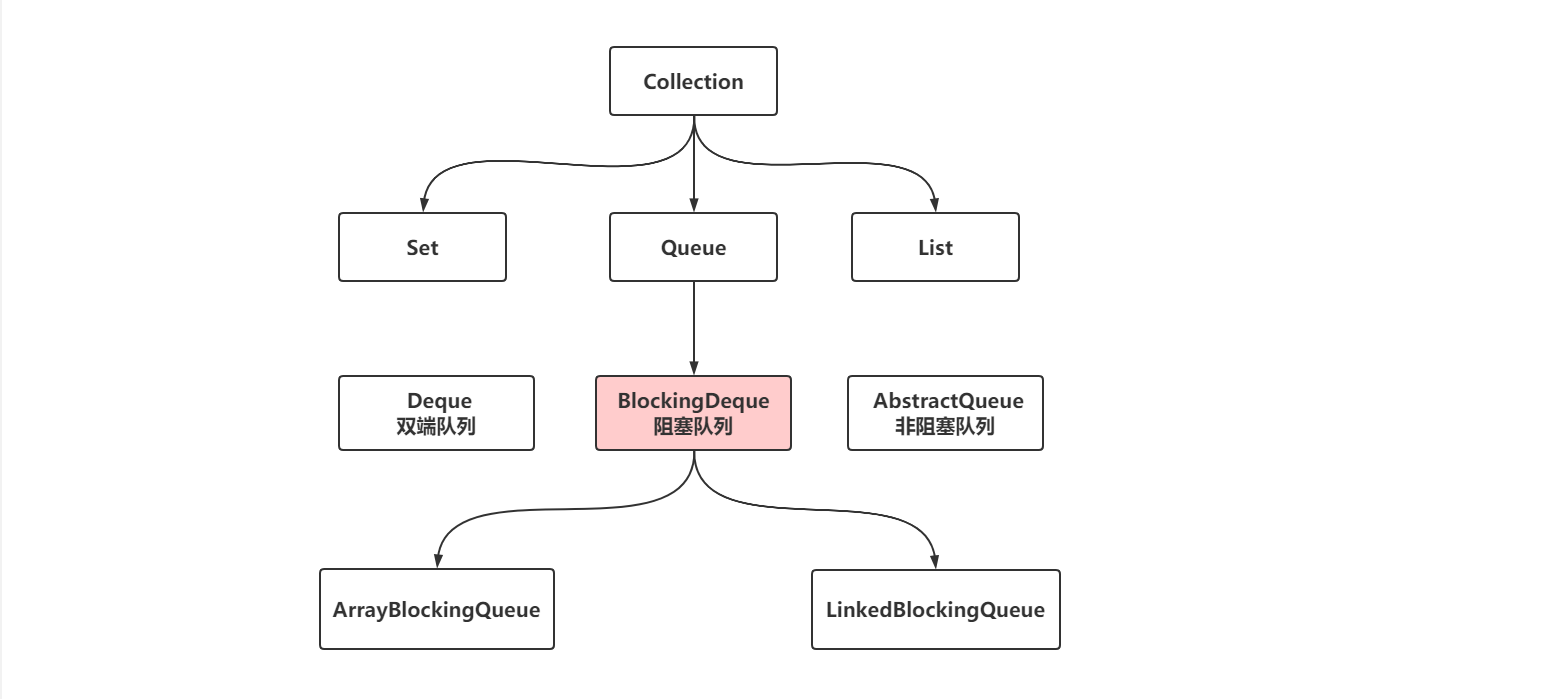 Collection
Set
Queue
List
Deque
双端队列
BlockingDeque
阻塞队列
AbstractQueue
非阻塞队列
ArrayBlockingQueue
LinkedBlockingQueue